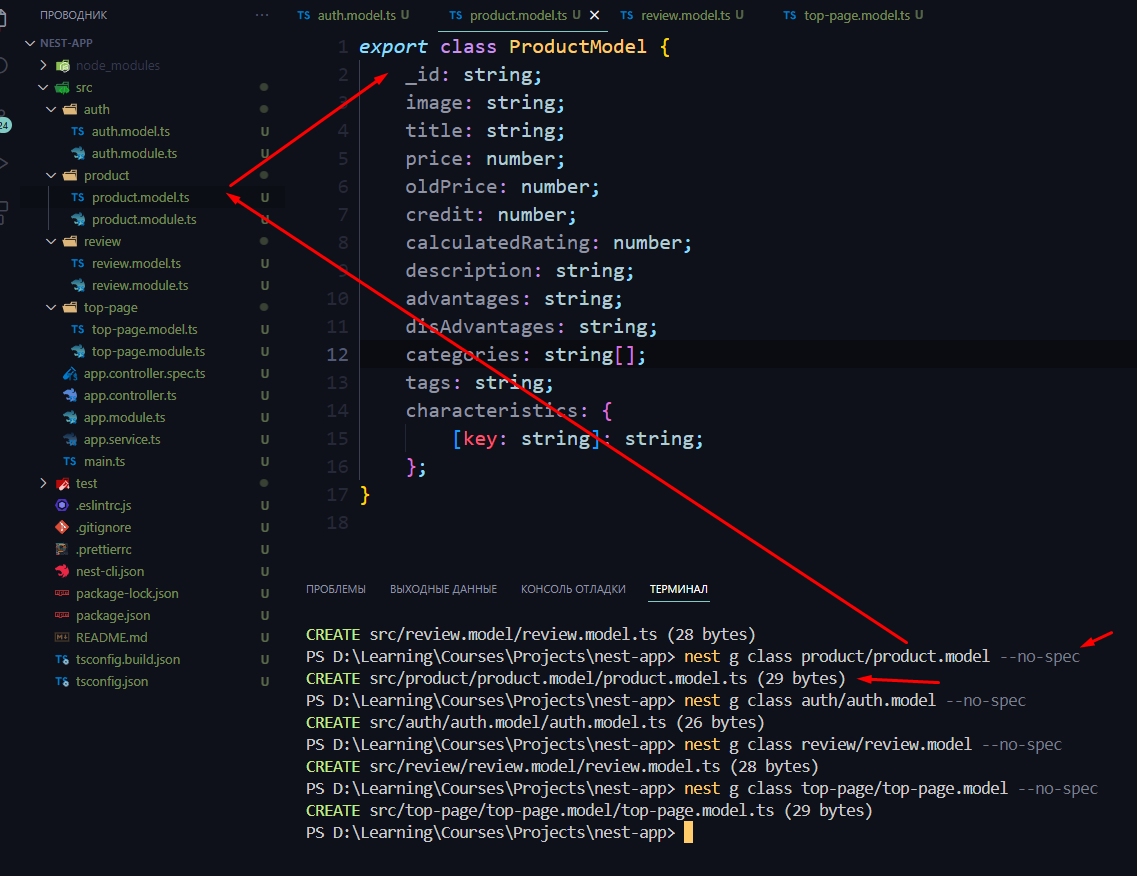 ПРОВОДНИК ···
NEST-APP
node_modules
src
auth
TS auth.model.ts U
auth.module.ts U
product
TS product.model.ts U
product.module.ts U
review
TS review.model.ts U
review.module.ts U
top-page
TS top-page.model.ts U
top-page.module.ts U
app.controller.spec.ts U
app.controller.ts U
app.module.ts U
app.service.ts U
TS main.ts U
test
.eslintrc.js U
.gitignore U
.prettierrc U
nest-cli.json U
package-lock.json U
package.json U
README.md U
tsconfig.build.json U
tsconfig.json U
24
TS auth.model.ts U TS product.model.ts U TS review.model.ts U TS top-page.model.ts U
1 export class ProductModel {
2 _id: string;
3 image: string;
4 title: string;
5 price: number;
6 oldPrice: number;
7 credit: number;
8 calculatedRating: number;
9 description: string;
10 advantages: string;
11 disAdvantages: string;
12 categories: string[];
13 tags: string;
14 characteristics: {
15 [key: string]: string;
16 };
17 }
18
ПРОБЛЕМЫ ВЫХОДНЫЕ ДАННЫЕ КОНСОЛЬ ОТЛАДКИ ТЕРМИНАЛ
CREATE src/review.model/review.model.ts (28 bytes)
PS D:\Learning\Courses\Projects\nest-app> nest g class product/product.model --no-spec
CREATE src/product/product.model/product.model.ts (29 bytes)
PS D:\Learning\Courses\Projects\nest-app> nest g class auth/auth.model --no-spec
CREATE src/auth/auth.model/auth.model.ts (26 bytes)
PS D:\Learning\Courses\Projects\nest-app> nest g class review/review.model --no-spec
CREATE src/review/review.model/review.model.ts (28 bytes)
PS D:\Learning\Courses\Projects\nest-app> nest g class top-page/top-page.model --no-spec
CREATE src/top-page/top-page.model/top-page.model.ts (29 bytes)
PS D:\Learning\Courses\Projects\nest-app>